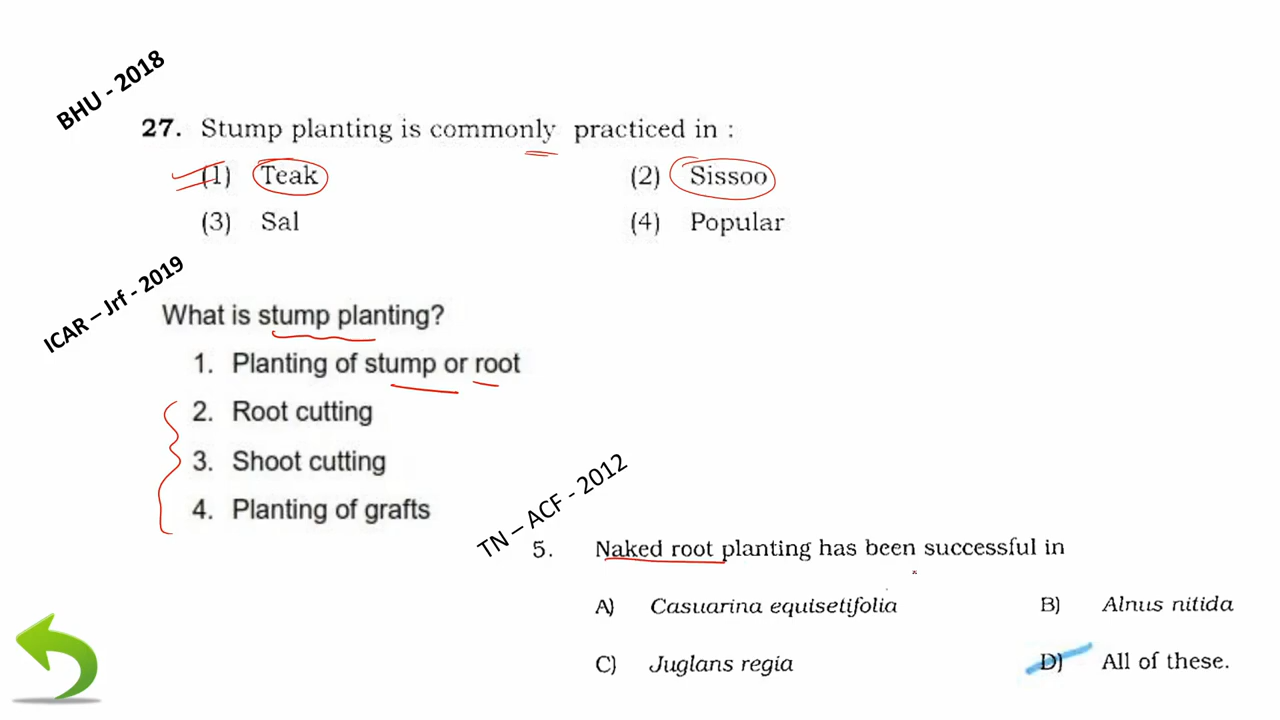 BHU - 2018
27. Stump planting is commonly practiced in :
(1) Teak (2) Sissoo
(3) Sal (4) Popular
ICAR – Jrf - 2019
What is stump planting?
1. Planting of stump or root
2. Root cutting
3. Shoot cutting
4. Planting of grafts
TN – ACF - 2012
5. Naked root planting has been successful in
A) Casuarina equisetifolia B) Alnus nitida
C) Juglans regia D) All of these.